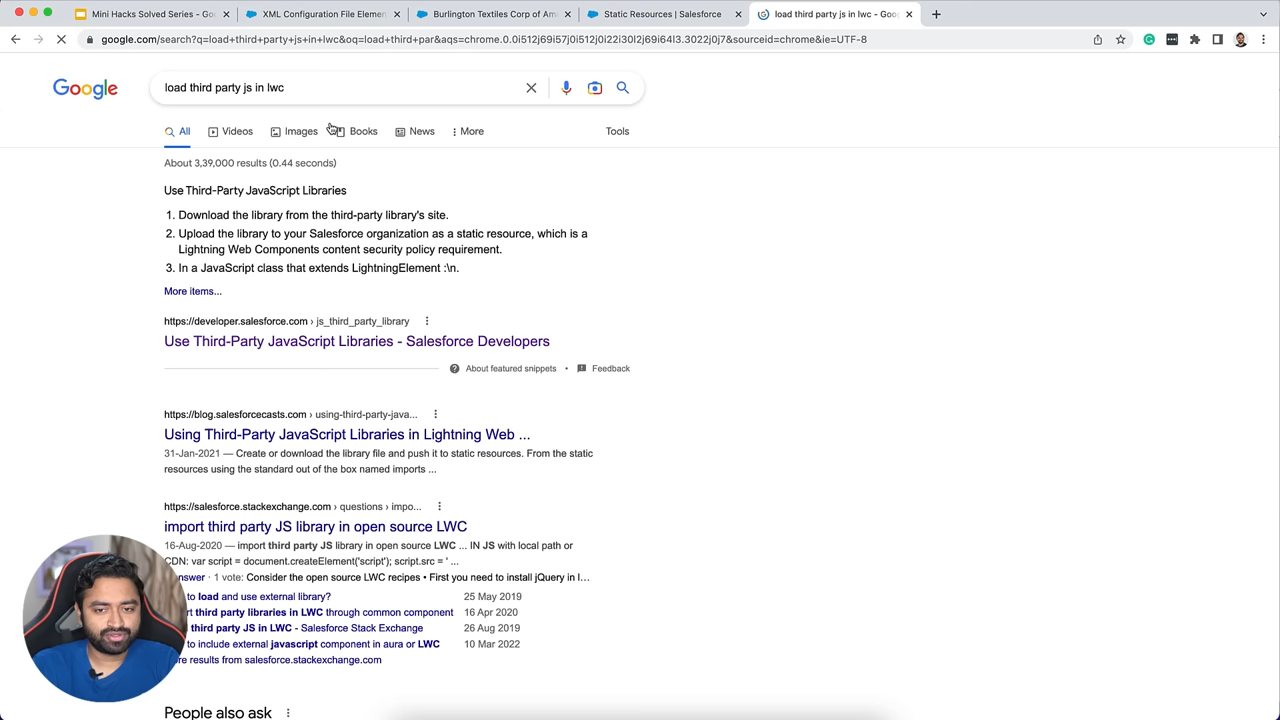 Mini Hacks Solved Series - Goo
XML Configuration File Elemen
Burlington Textiles Corp of Am
Static Resources | Salesforce
load third party js in lwc - Goo
google.com/search?q=load+third+party+js+in+lwc&oq=load+third+par&aqs=chrome.0.0i512j69i57j0i512j0i22i30l2j69i64l3.3022j0j7&sourceid=chrome&ie=UTF-8
Google
load third party js in lwc
All
Videos
Images
Books
News
More
Tools
About 3,39,000 results (0.44 seconds)
Use Third-Party JavaScript Libraries
1. Download the library from the third-party library's site.
2. Upload the library to your Salesforce organization as a static resource, which is a
Lightning Web Components content security policy requirement.
3. In a JavaScript class that extends LightningElement :\n.
More items...
https://developer.salesforce.com › js_third_party_library
Use Third-Party JavaScript Libraries - Salesforce Developers
About featured snippets • Feedback
https://blog.salesforcecasts.com › using-third-party-java...
Using Third-Party JavaScript Libraries in Lightning Web ...
31-Jan-2021 — Create or download the library file and push it to static resources. From the static
resources using the standard out of the box named imports ...
https://salesforce.stackexchange.com › questions › impo...
import third party JS library in open source LWC
16-Aug-2020 — import third party JS library in open source LWC ... IN JS with local path or
CDN: var script = document.createElement('script'); script.src = ' ...
nswer · 1 vote: Consider the open source LWC recipes • First you need to install jQuery in l...
to load and use external library? 25 May 2019
rt third party libraries in LWC through common component 16 Apr 2020
third party JS in LWC - Salesforce Stack Exchange 26 Aug 2019
to include external javascript component in aura or LWC 10 Mar 2022
re results from salesforce.stackexchange.com
People also ask